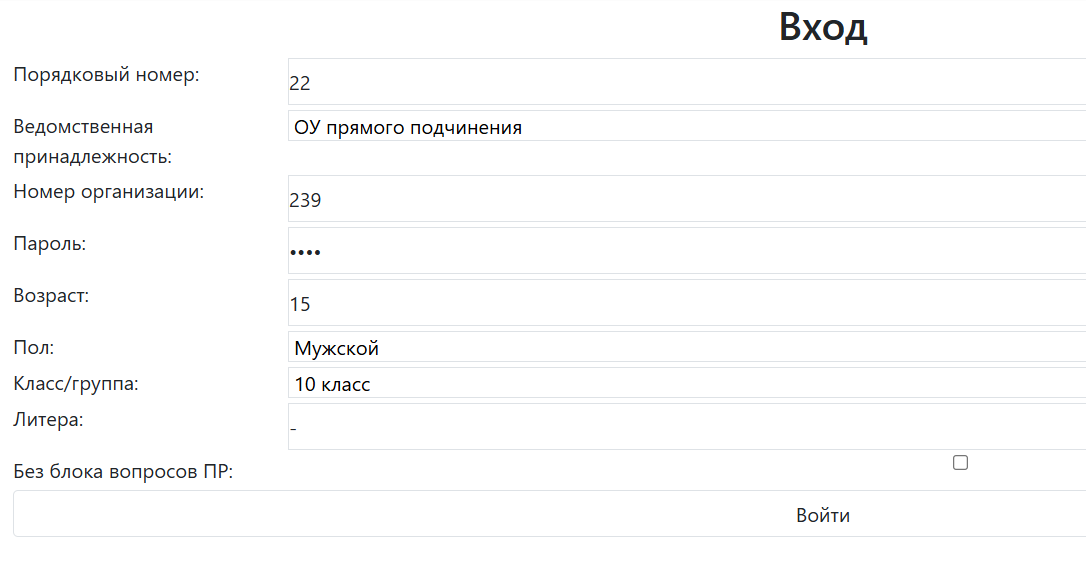 Вход
Порядковый номер:
22
Ведомственная
принадлежность:
ОУ прямого подчинения
Номер организации:
239
Пароль:
••••
Возраст:
15
Пол:
Мужской
Класс/группа:
10 класс
Литера:
-
Без блока вопросов ПР:
Войти